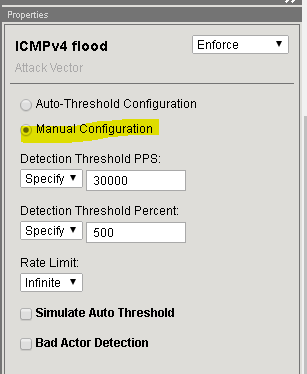 Properties
ICMPv4 flood
Enforce
Attack Vector
Auto-Threshold Configuration
Manual Configuration
Detection Threshold PPS:
Specify 30000
Detection Threshold Percent:
Specify 500
Rate Limit:
Infinite
Simulate Auto Threshold
Bad Actor Detection